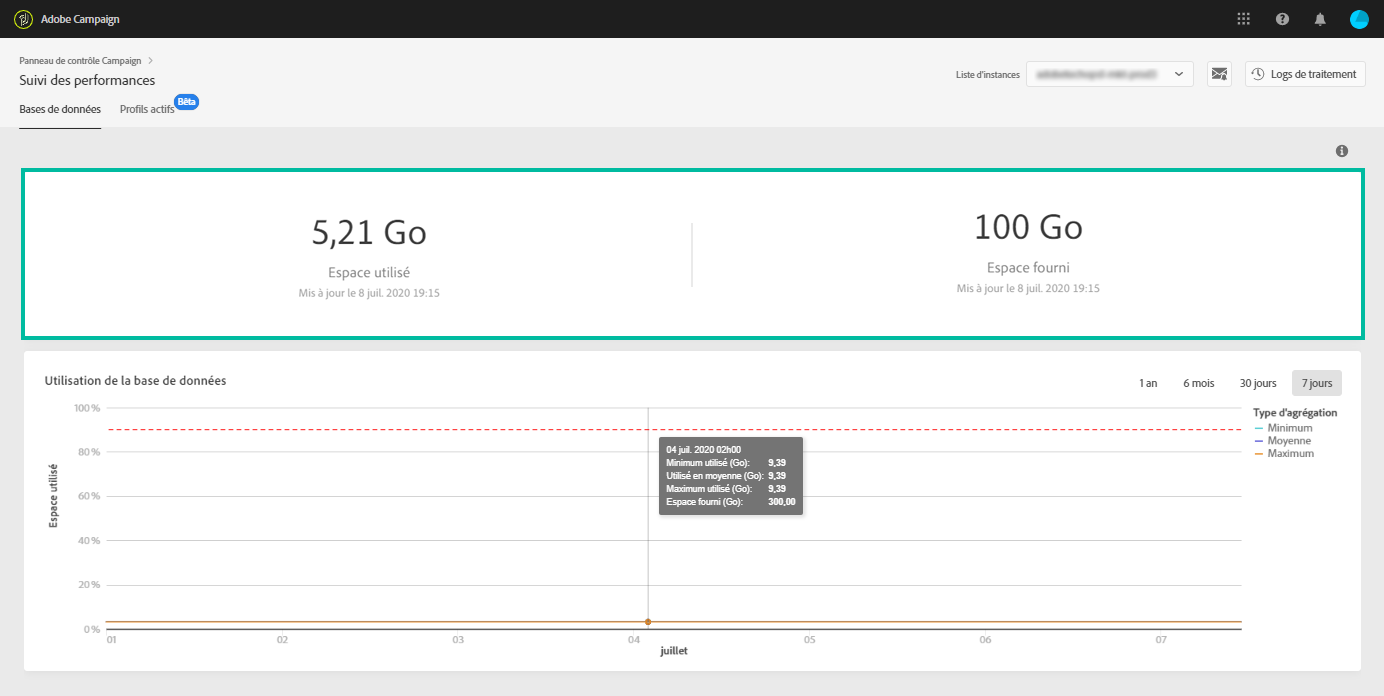 Adobe Campaign
Panneau de contrôle Campaign
Suivi des performances
Liste d'instances
Logs de traitement
Bases de données
Profils actifs
Bêta
5,21 Go
Espace utilisé
Mis à jour le 8 juil. 2020 19:15
100 Go
Espace fourni
Mis à jour le 8 juil. 2020 19:15
Utilisation de la base de données
1 an
6 mois
30 jours
7 jours
Espace utilisé
100 %
80 %
60 %
40 %
20 %
0 %
04 juil. 2020 02h00
Minimum utilisé (Go): 9,39
Utilisé en moyenne (Go): 9,39
Maximum utilisé (Go): 9,39
Espace fourni (Go): 300,00
Type d'agrégation
Minimum
Moyenne
Maximum
01 02 03 04 05 06 07
juillet